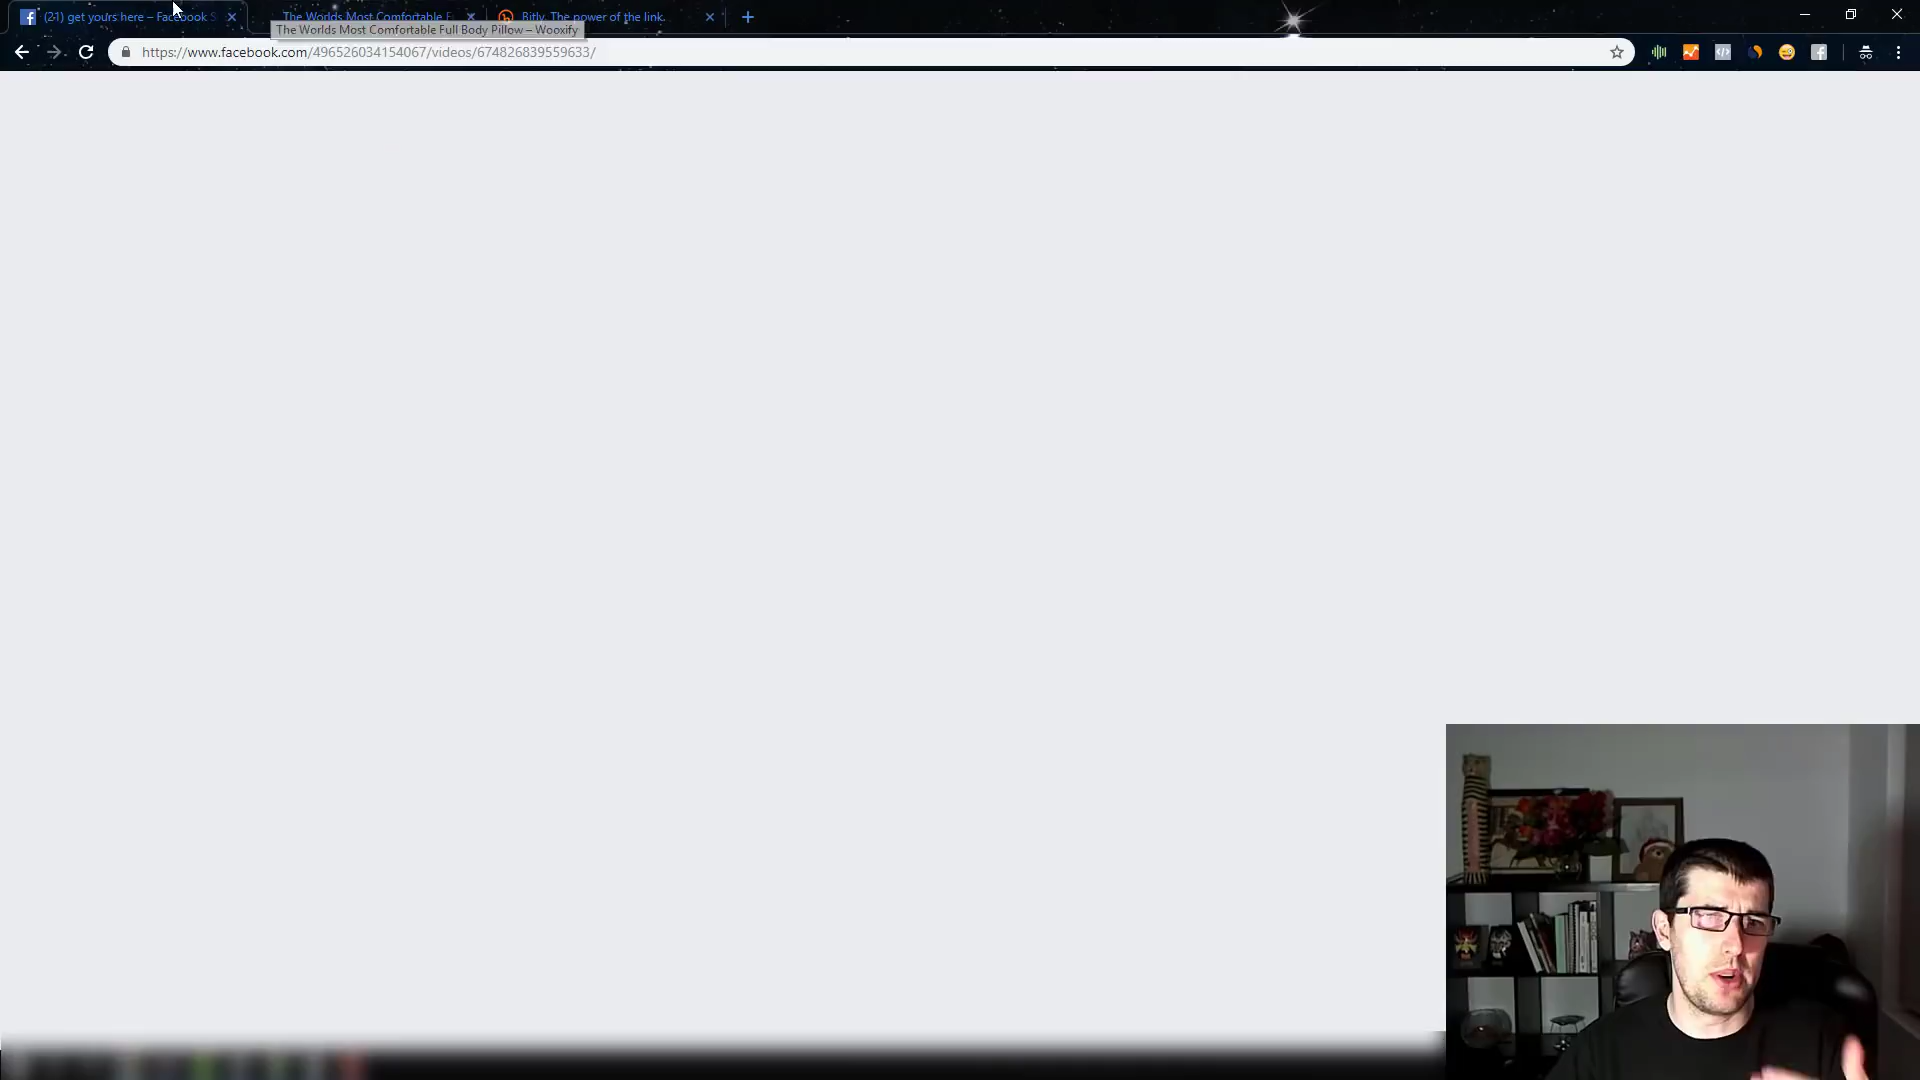 (21) get yours here – Facebook S
The Worlds Most Comfortable F
Bitly. The power of the link.
The Worlds Most Comfortable Full Body Pillow – Wooxify
https://www.facebook.com/496526034154067/videos/674826839559633/